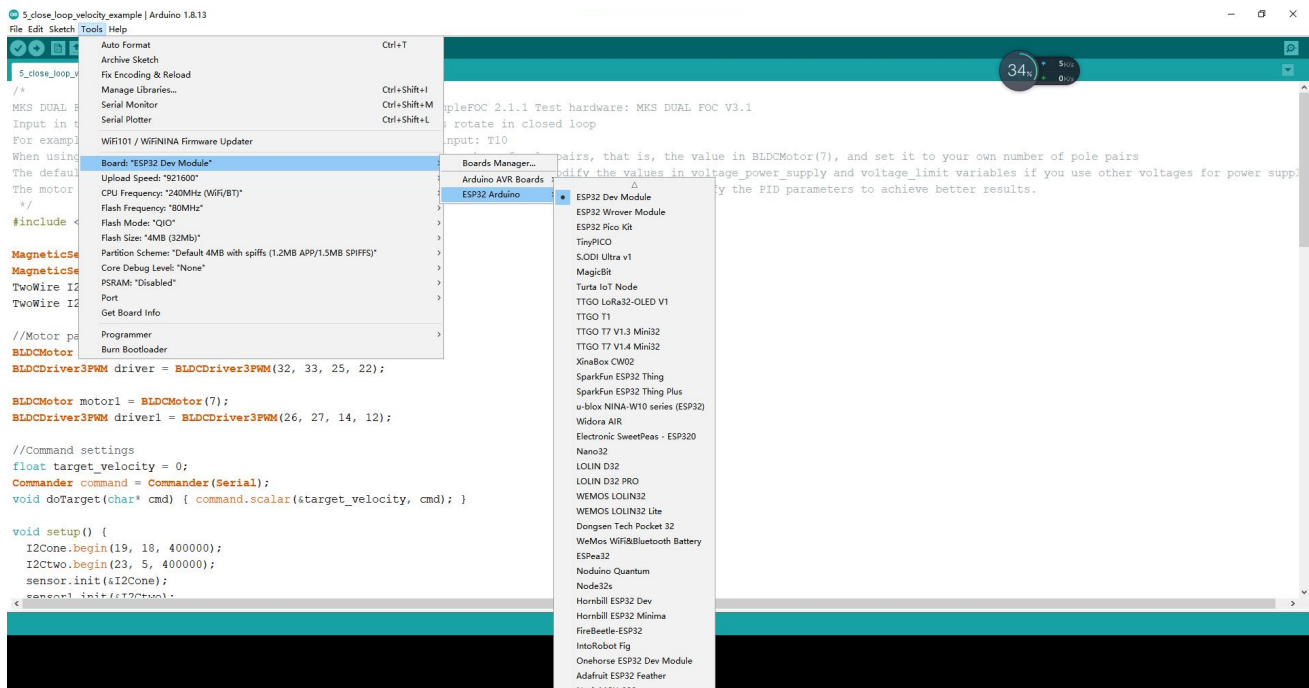 5_close_loop_velocity_example | Arduino 1.8.13
File Edit Sketch Tools Help
5_close_loop_v
34%
5K/s
0K/s
Auto Format Ctrl+T
Archive Sketch
Fix Encoding & Reload
Manage Libraries... Ctrl+Shift+I
Serial Monitor Ctrl+Shift+M
Serial Plotter Ctrl+Shift+L
WiFi101 / WiFiNINA Firmware Updater
Board: "ESP32 Dev Module"
Upload Speed: "921600"
CPU Frequency: "240MHz (WiFi/BT)"
Flash Frequency: "80MHz"
Flash Mode: "QIO"
Flash Size: "4MB (32Mb)"
Partition Scheme: "Default 4MB with spiffs (1.2MB APP/1.5MB SPIFFS)"
Core Debug Level: "None"
PSRAM: "Disabled"
Port
Get Board Info
Programmer
Burn Bootloader
Boards Manager...
Arduino AVR Boards
ESP32 Arduino
ESP32 Dev Module
ESP32 Wrover Module
ESP32 Pico Kit
TinyPICO
S.ODI Ultra v1
MagicBit
Turta IoT Node
TTGO LoRa32-OLED V1
TTGO T1
TTGO T7 V1.3 Mini32
TTGO T7 V1.4 Mini32
XinaBox CW02
SparkFun ESP32 Thing
SparkFun ESP32 Thing Plus
u-blox NINA-W10 series (ESP32)
Widora AIR
Electronic SweetPeas - ESP320
Nano32
LOLIN D32
LOLIN D32 PRO
WEMOS LOLIN32
WEMOS LOLIN32 Lite
Dongsen Tech Pocket 32
WeMos WiFi&Bluetooth Battery
ESPea32
Noduino Quantum
Node32s
Hornbill ESP32 Dev
Hornbill ESP32 Minima
FireBeetle-ESP32
IntoRobot Fig
Onehorse ESP32 Dev Module
Adafruit ESP32 Feather
/*
MKS DUAL F pleFOC 2.1.1 Test hardware: MKS DUAL FOC V3.1
Input in t rotate in closed loop
For exampl nput: T10
When using pairs, that is, the value in BLDCMotor(7), and set it to your own number of pole pairs
The defaul odify the values in voltage_power_supply and voltage_limit variables if you use other voltages for power suppl
The motor fy the PID parameters to achieve better results.
*/
#include <
MagneticSe
MagneticSe
TwoWire I2
TwoWire I2
//Motor pa
BLDCMotor
BLDCDriver3PWM driver = BLDCDriver3PWM(32, 33, 25, 22);
BLDCMotor motor1 = BLDCMotor(7);
BLDCDriver3PWM driver1 = BLDCDriver3PWM(26, 27, 14, 12);
//Command settings
float target_velocity = 0;
Commander command = Commander(Serial);
void doTarget(char* cmd) { command.scalar(&target_velocity, cmd); }
void setup() {
I2Cone.begin(19, 18, 400000);
I2Ctwo.begin(23, 5, 400000);
sensor.init(&I2Cone);
sensor1.init(&I2Ctwo);